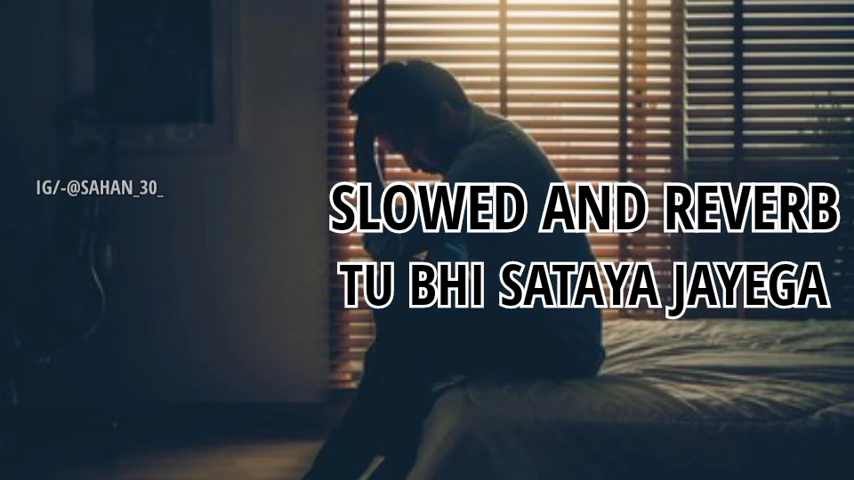 IG/-@SAHAN_30_
SLOWED AND REVERB
TU BHI SATAYA JAYEGA